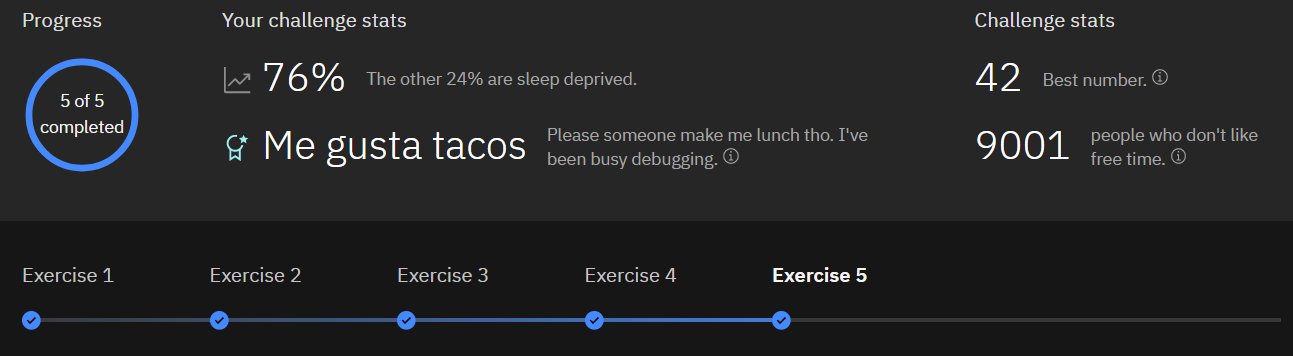 Progress
5 of 5
completed
Your challenge stats
76%
The other 24% are sleep deprived.
Me gusta tacos
Please someone make me lunch tho. I've
been busy debugging.
Challenge stats
42
Best number.
9001
people who don't like
free time.
Exercise 1
Exercise 2
Exercise 3
Exercise 4
Exercise 5